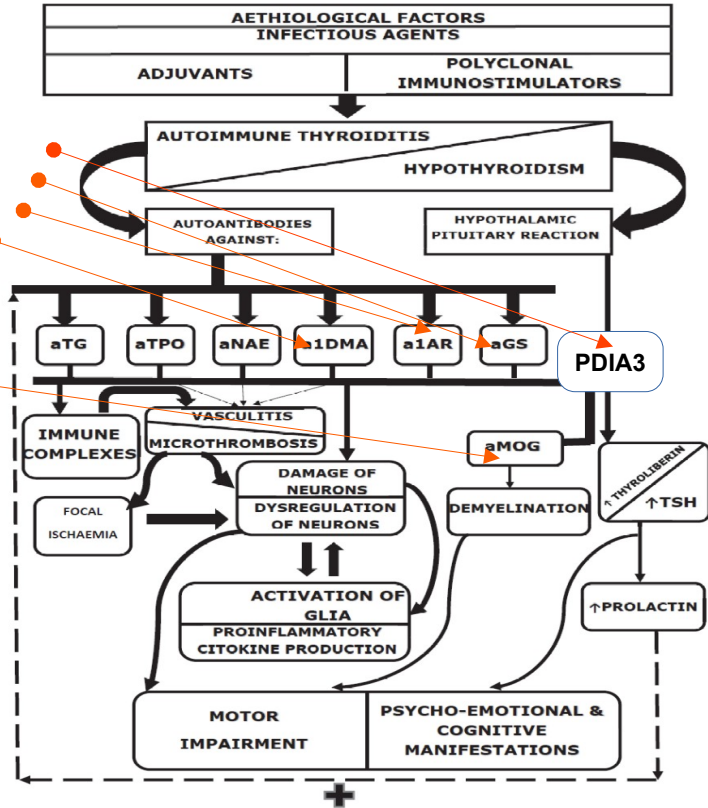 AETHIOLOGICAL FACTORS
INFECTIOUS AGENTS
ADJUVANTS
POLYCLONAL
IMMUNOSTIMULATORS
AUTOIMMUNE THYROIDITIS
HYPOTHYROIDISM
AUTOANTIBODIES
AGAINST:
HYPOTHALAMIC
PITUITARY REACTION
aTG
aTPO
aNAE
a1DMA
a1AR
aGS
PDIA3
IMMUNE
COMPLEXES
VASCULITIS
MICROTHROMBOSIS
aMOG
↑THYROLIBERIN
↑TSH
DAMAGE OF
NEURONS
DYSREGULATION
OF NEURONS
DEMYELINATION
FOCAL
ISCHAEMIA
ACTIVATION OF
GLIA
PROINFLAMMATORY
CITOKINE PRODUCTION
↑PROLACTIN
MOTOR
IMPAIRMENT
PSYCHO-EMOTIONAL &
COGNITIVE
MANIFESTATIONS
+